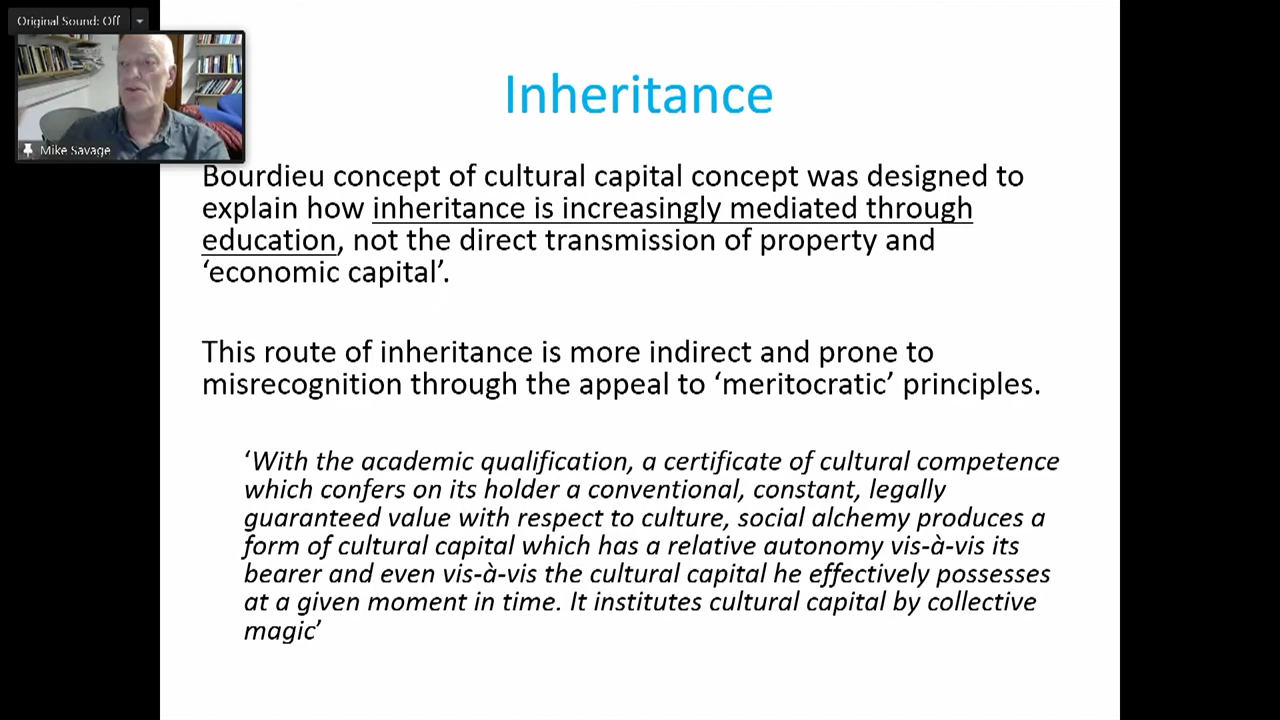 Original Sound: Off
Mike Savage
Inheritance
Bourdieu concept of cultural capital concept was designed to
explain how inheritance is increasingly mediated through
education, not the direct transmission of property and
‘economic capital’.
This route of inheritance is more indirect and prone to
misrecognition through the appeal to ‘meritocratic’ principles.
‘With the academic qualification, a certificate of cultural competence
which confers on its holder a conventional, constant, legally
guaranteed value with respect to culture, social alchemy produces a
form of cultural capital which has a relative autonomy vis-à-vis its
bearer and even vis-à-vis the cultural capital he effectively possesses
at a given moment in time. It institutes cultural capital by collective
magic’